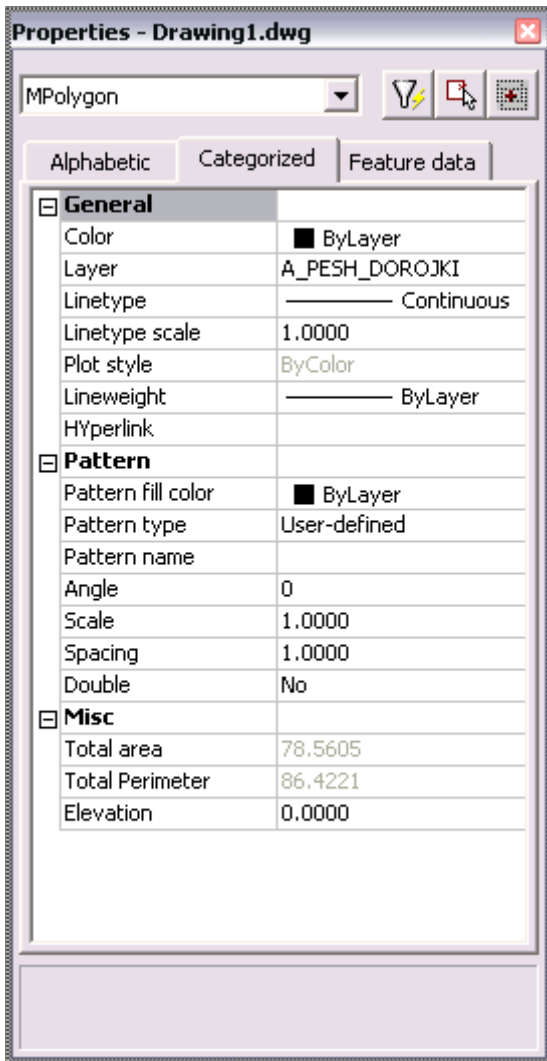 Properties - Drawing1.dwg
MPolygon
Alphabetic Categorized Feature data
General
Color ByLayer
Layer A_PESH_DOROJKI
Linetype Continuous
Linetype scale 1.0000
Plot style ByColor
Lineweight ByLayer
HYperlink
Pattern
Pattern fill color ByLayer
Pattern type User-defined
Pattern name
Angle 0
Scale 1.0000
Spacing 1.0000
Double No
Misc
Total area 78.5605
Total Perimeter 86.4221
Elevation 0.0000